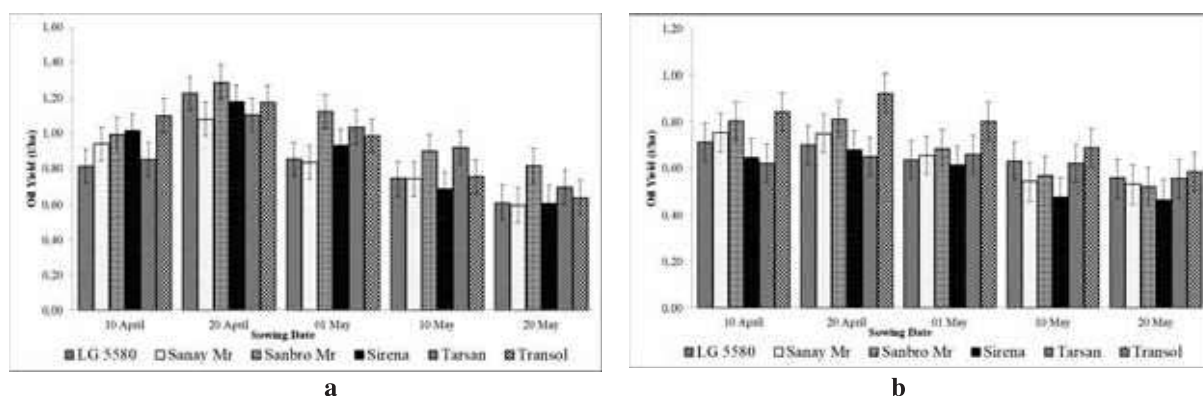 1,60
1,40
1,20
1,00
0,80
0,60
0,40
0,20
0,00
Oil Yield (t/ha)
10 April 20 April 01 May 10 May 20 May
Sowing Date
LG 5580 Sanay Mr Sanbro Mr Sirena Tarsan Transol
a
1,20
1,00
0,80
0,60
0,40
0,20
0,00
Oil Yield (t/ha)
10 April 20 April 01 May 10 May 20 May
Sowing Date
LG 5580 Sanay Mr Sanbro Mr Sirena Tarsan Transol
b